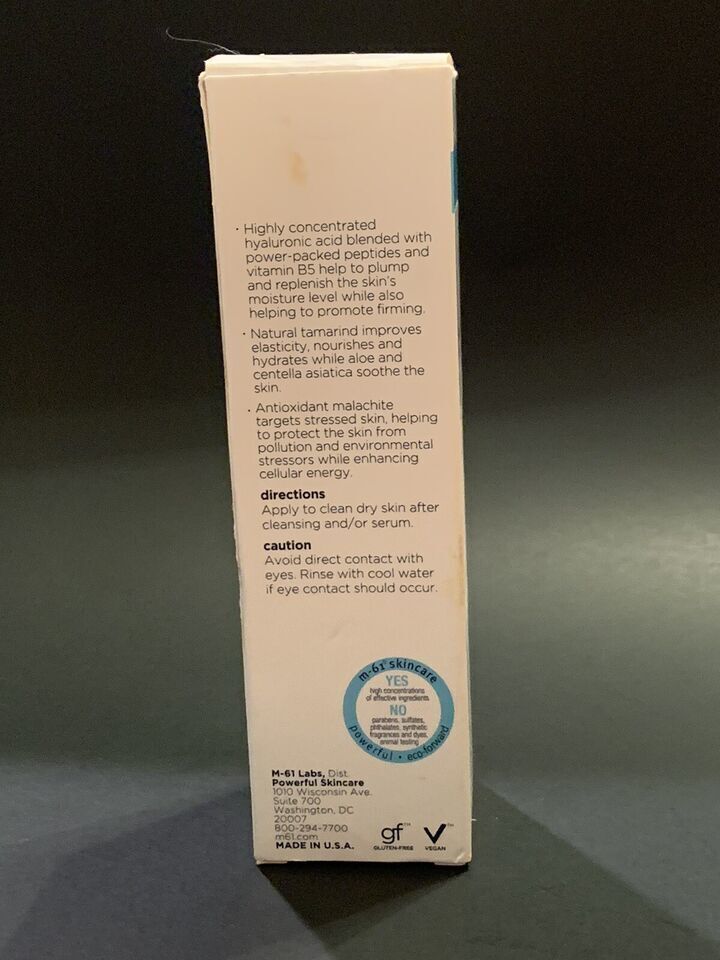 · Highly concentrated
hyaluronic acid blended with
power-packed peptides and
vitamin B5 help to plump
and replenish the skin's
moisture level while also
helping to promote firming.
· Natural tamarind improves
elasticity, nourishes and
hydrates while aloe and
centella asiatica soothe the
skin.
· Antioxidant malachite
targets stressed skin, helping
to protect the skin from
pollution and environmental
stressors while enhancing
cellular energy.
directions
Apply to clean dry skin after
cleansing and/or serum.
caution
Avoid direct contact with
eyes. Rinse with cool water
if eye contact should occur.
m-61® skincare
YES
high concentrations
of effective ingredients
NO
parabens, sulfates,
phthalates, synthetic
fragrances and dyes,
animal testing
powerful · eco-forward
M-61 Labs, Dist.
Powerful Skincare
1010 Wisconsin Ave.
Suite 700
Washington, DC
20007
800-294-7700
m61.com
MADE IN U.S.A.
gf™
GLUTEN-FREE
V™
VEGAN